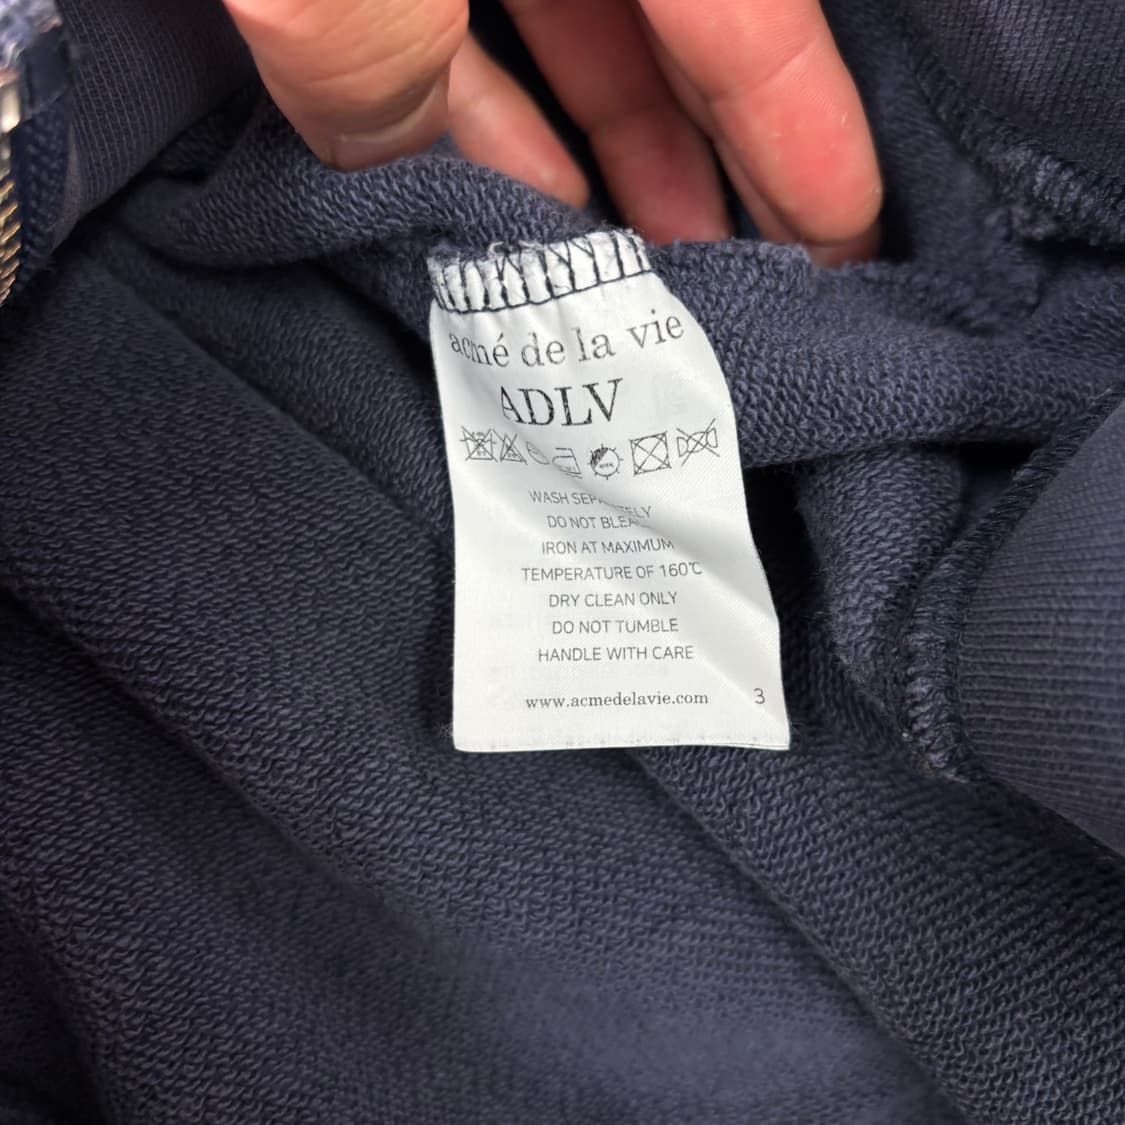 acmé de la vie
ADLV
WASH SEPARATELY
DO NOT BLEA
IRON AT MAXIMUM
TEMPERATURE OF 160℃
DRY CLEAN ONLY
DO NOT TUMBLE
HANDLE WITH CARE
www.acmedelavie.com 3